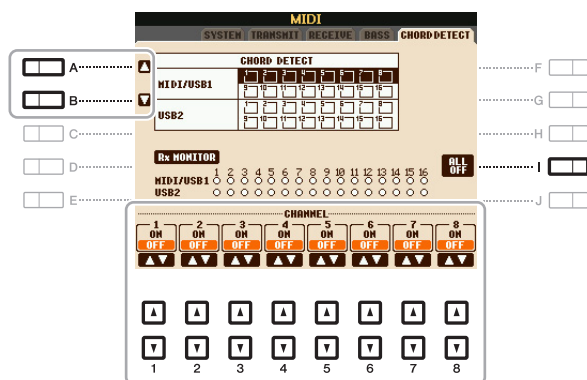 MIDI
SYSTEM TRANSMIT RECEIVE BASS CHORD DETECT
CHORD DETECT
MIDI/USB1 1 2 3 4 5 6 7 8
9 10 11 12 13 14 15 16
USB2 1 2 3 4 5 6 7 8
9 10 11 12 13 14 15 16
A
B
C
D
E
F
G
H
I
J
Rx MONITOR
1 2 3 4 5 6 7 8 9 10 11 12 13 14 15 16
MIDI/USB1
USB2
ALL
OFF
CHANNEL
1 2 3 4 5 6 7 8
ON ON ON ON ON ON ON ON
OFF OFF OFF OFF OFF OFF OFF OFF
1 2 3 4 5 6 7 8